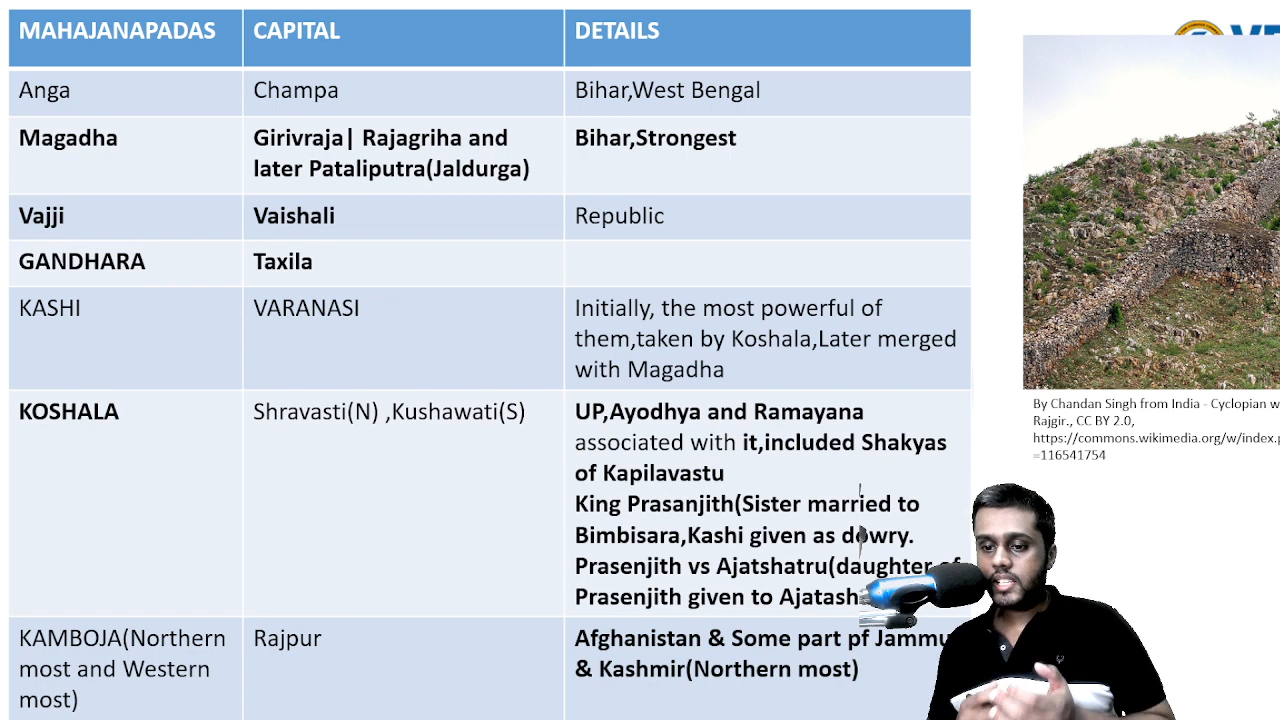 MAHAJANAPADAS CAPITAL DETAILS
Anga Champa Bihar,West Bengal
Magadha Girivraja| Rajagriha and Bihar,Strongest
later Pataliputra(Jaldurga)
Vajji Vaishali Republic
GANDHARA Taxila
KASHI VARANASI Initially, the most powerful of
them,taken by Koshala,Later merged
with Magadha
KOSHALA Shravasti(N) ,Kushawati(S) UP,Ayodhya and Ramayana
associated with it,included Shakyas
of Kapilavastu
King Prasanjith(Sister married to
Bimbisara,Kashi given as dowry.
Prasenjith vs Ajatshatru(daughter of
Prasenjith given to
KAMBOJA(Northern Rajpur Afghanistan & Some part pf Jammu
most and Western & Kashmir(Northern most)
most)
By Chandan Singh from India - Cyclopian
Rajgir., CC BY 2.0,
https://commons.wikimedia.org/w/index.
=116541754